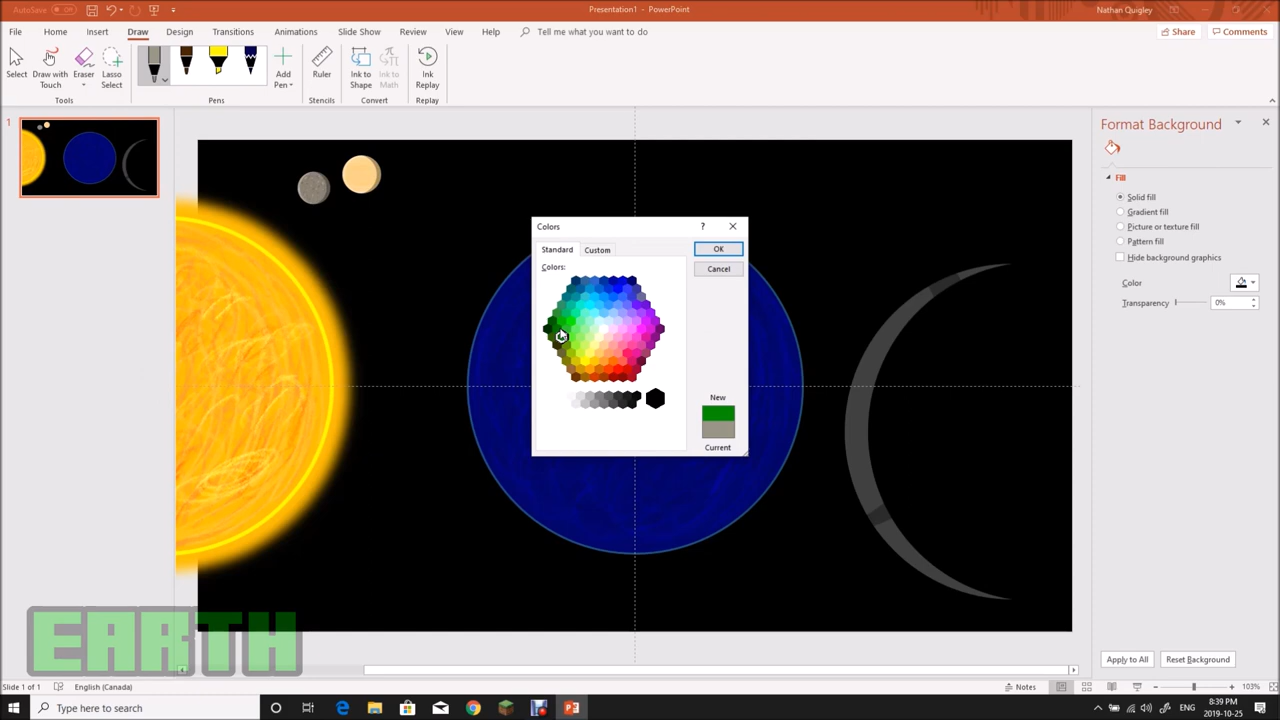 AutoSave Off
Presentation1 - PowerPoint
Nathan Quigley
File Home Insert Draw Design Transitions Animations Slide Show Review View Help Tell me what you want to do
Share Comments
Select
Draw with Touch
Eraser
Lasso Select
Add Pen
Ruler
Ink to Shape
Ink to Math
Ink Replay
Tools Pens Stencils Convert Replay
1
Format Background
Fill
Solid fill
Gradient fill
Picture or texture fill
Pattern fill
Hide background graphics
Color
Transparency 0%
Colors ?
Standard Custom
OK
Colors:
Cancel
New
Current
EARTH
Apply to All Reset Background
Slide 1 of 1 English (Canada) Notes 103%
Type here to search
8:39 PM
2019-10-25